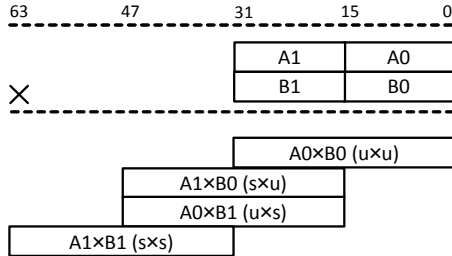 63 47 31 15 0
A1 A0
B1 B0
×
A0×B0 (u×u)
A1×B0 (s×u)
A0×B1 (u×s)
A1×B1 (s×s)